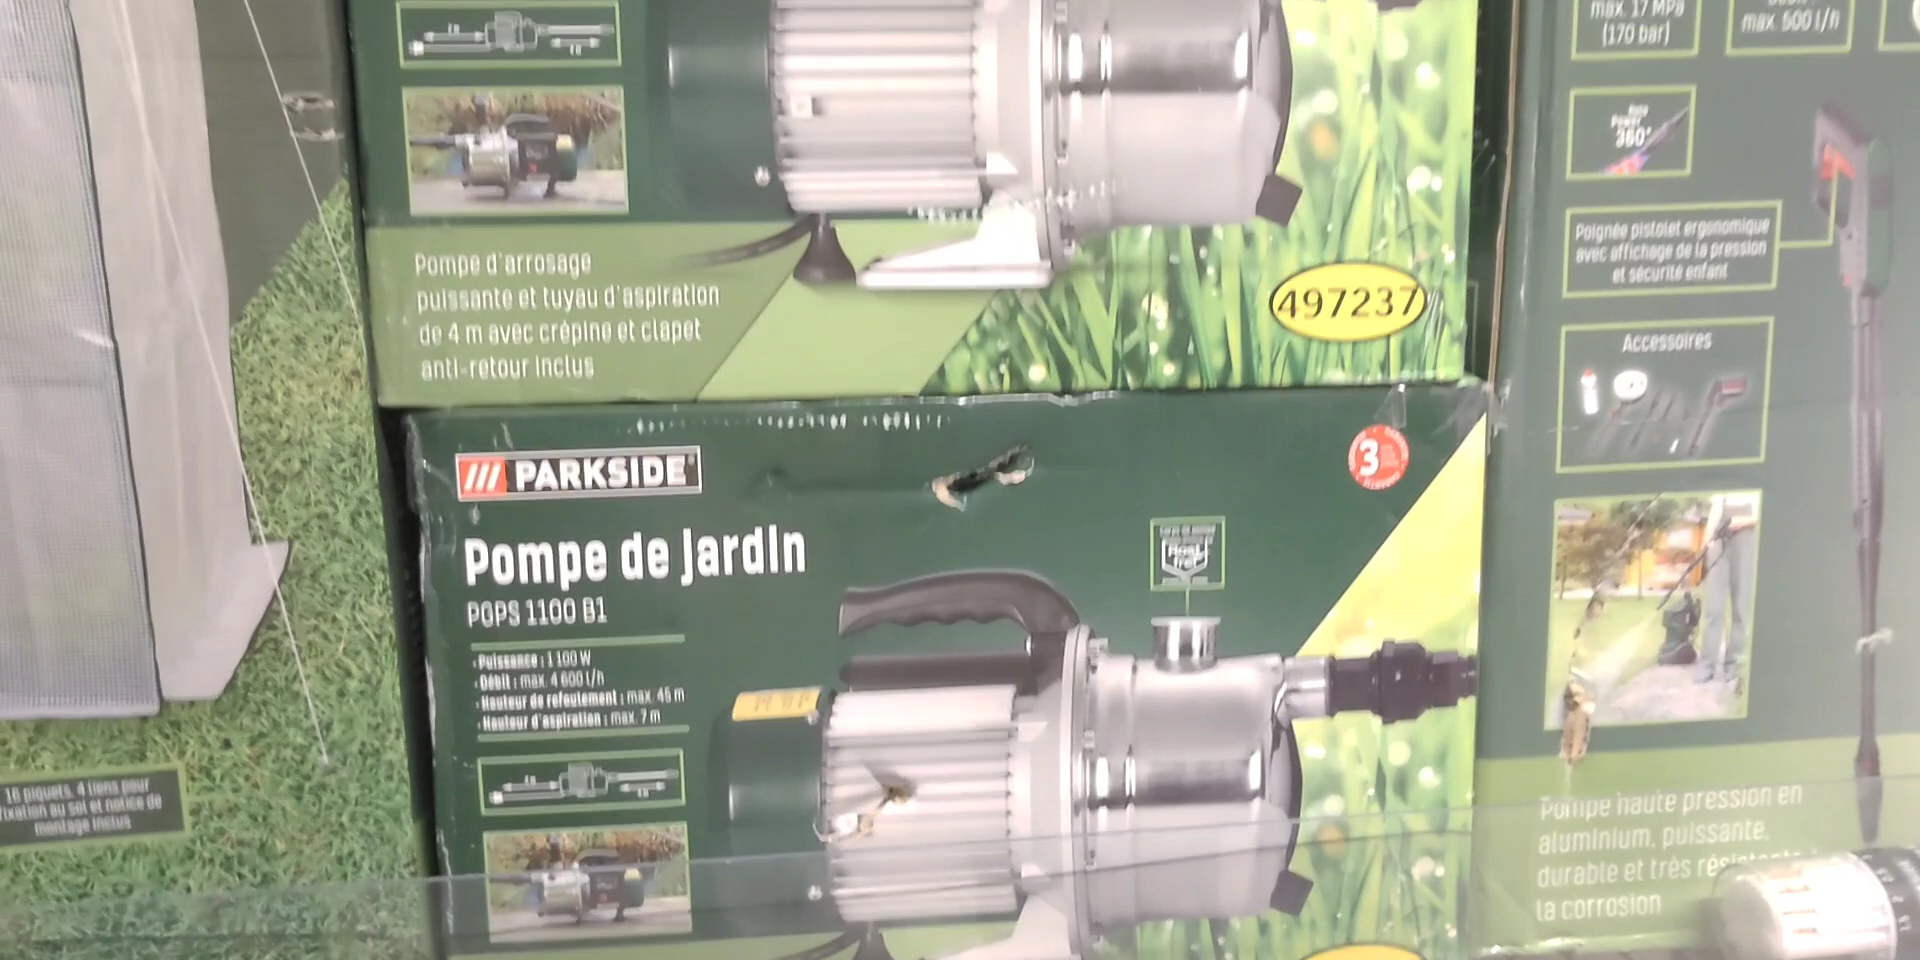 Pompe d'arrosage
puissante et tuyau d'aspiration
de 4 m avec crépine et clapet
anti-retour inclus
497237
PARKSIDE
3
Pompe de jardin
PGPS 1100 B1
· Puissance : 1 100 W
· Débit : max. 4 600 l/h
· Hauteur de refoulement : max. 45 m
· Hauteur d'aspiration : max. 7 m
16 piquets, 4 liens pour
fixation au sol et notice de
montage inclus
max. 17 MPa
(170 bar)
max. 500 l/h
Power
360°
Poignée pistolet ergonomique
avec affichage de la pression
et sécurité enfant
Accessoires
Pompe haute pression en
aluminium, puissante,
durable et très résistante
la corrosion